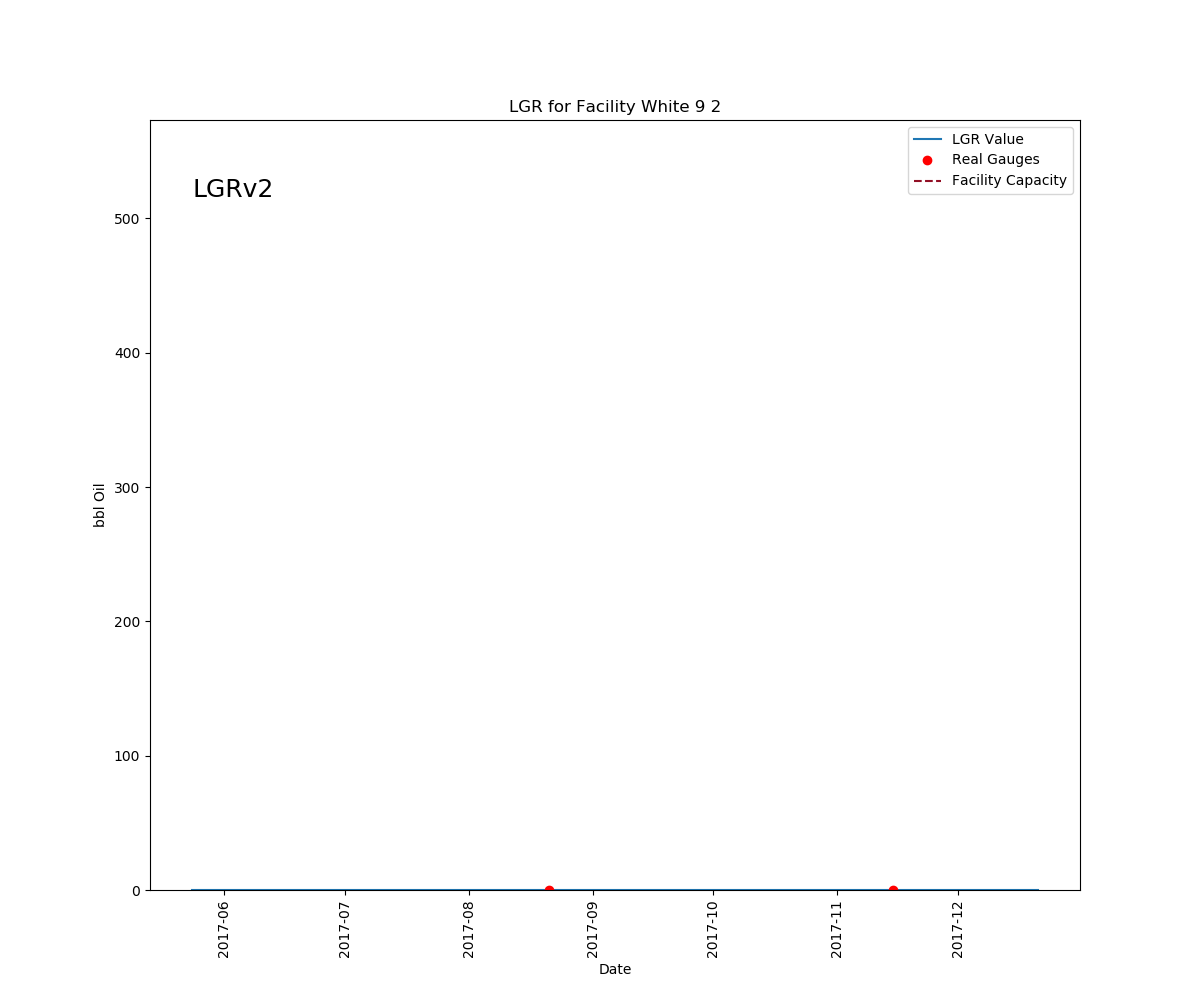 LGR for Facility White 9 2
LGRv2
LGR Value
Real Gauges
Facility Capacity
bbl Oil
500
400
300
200
100
0
2017-06
2017-07
2017-08
2017-09
2017-10
2017-11
2017-12
Date